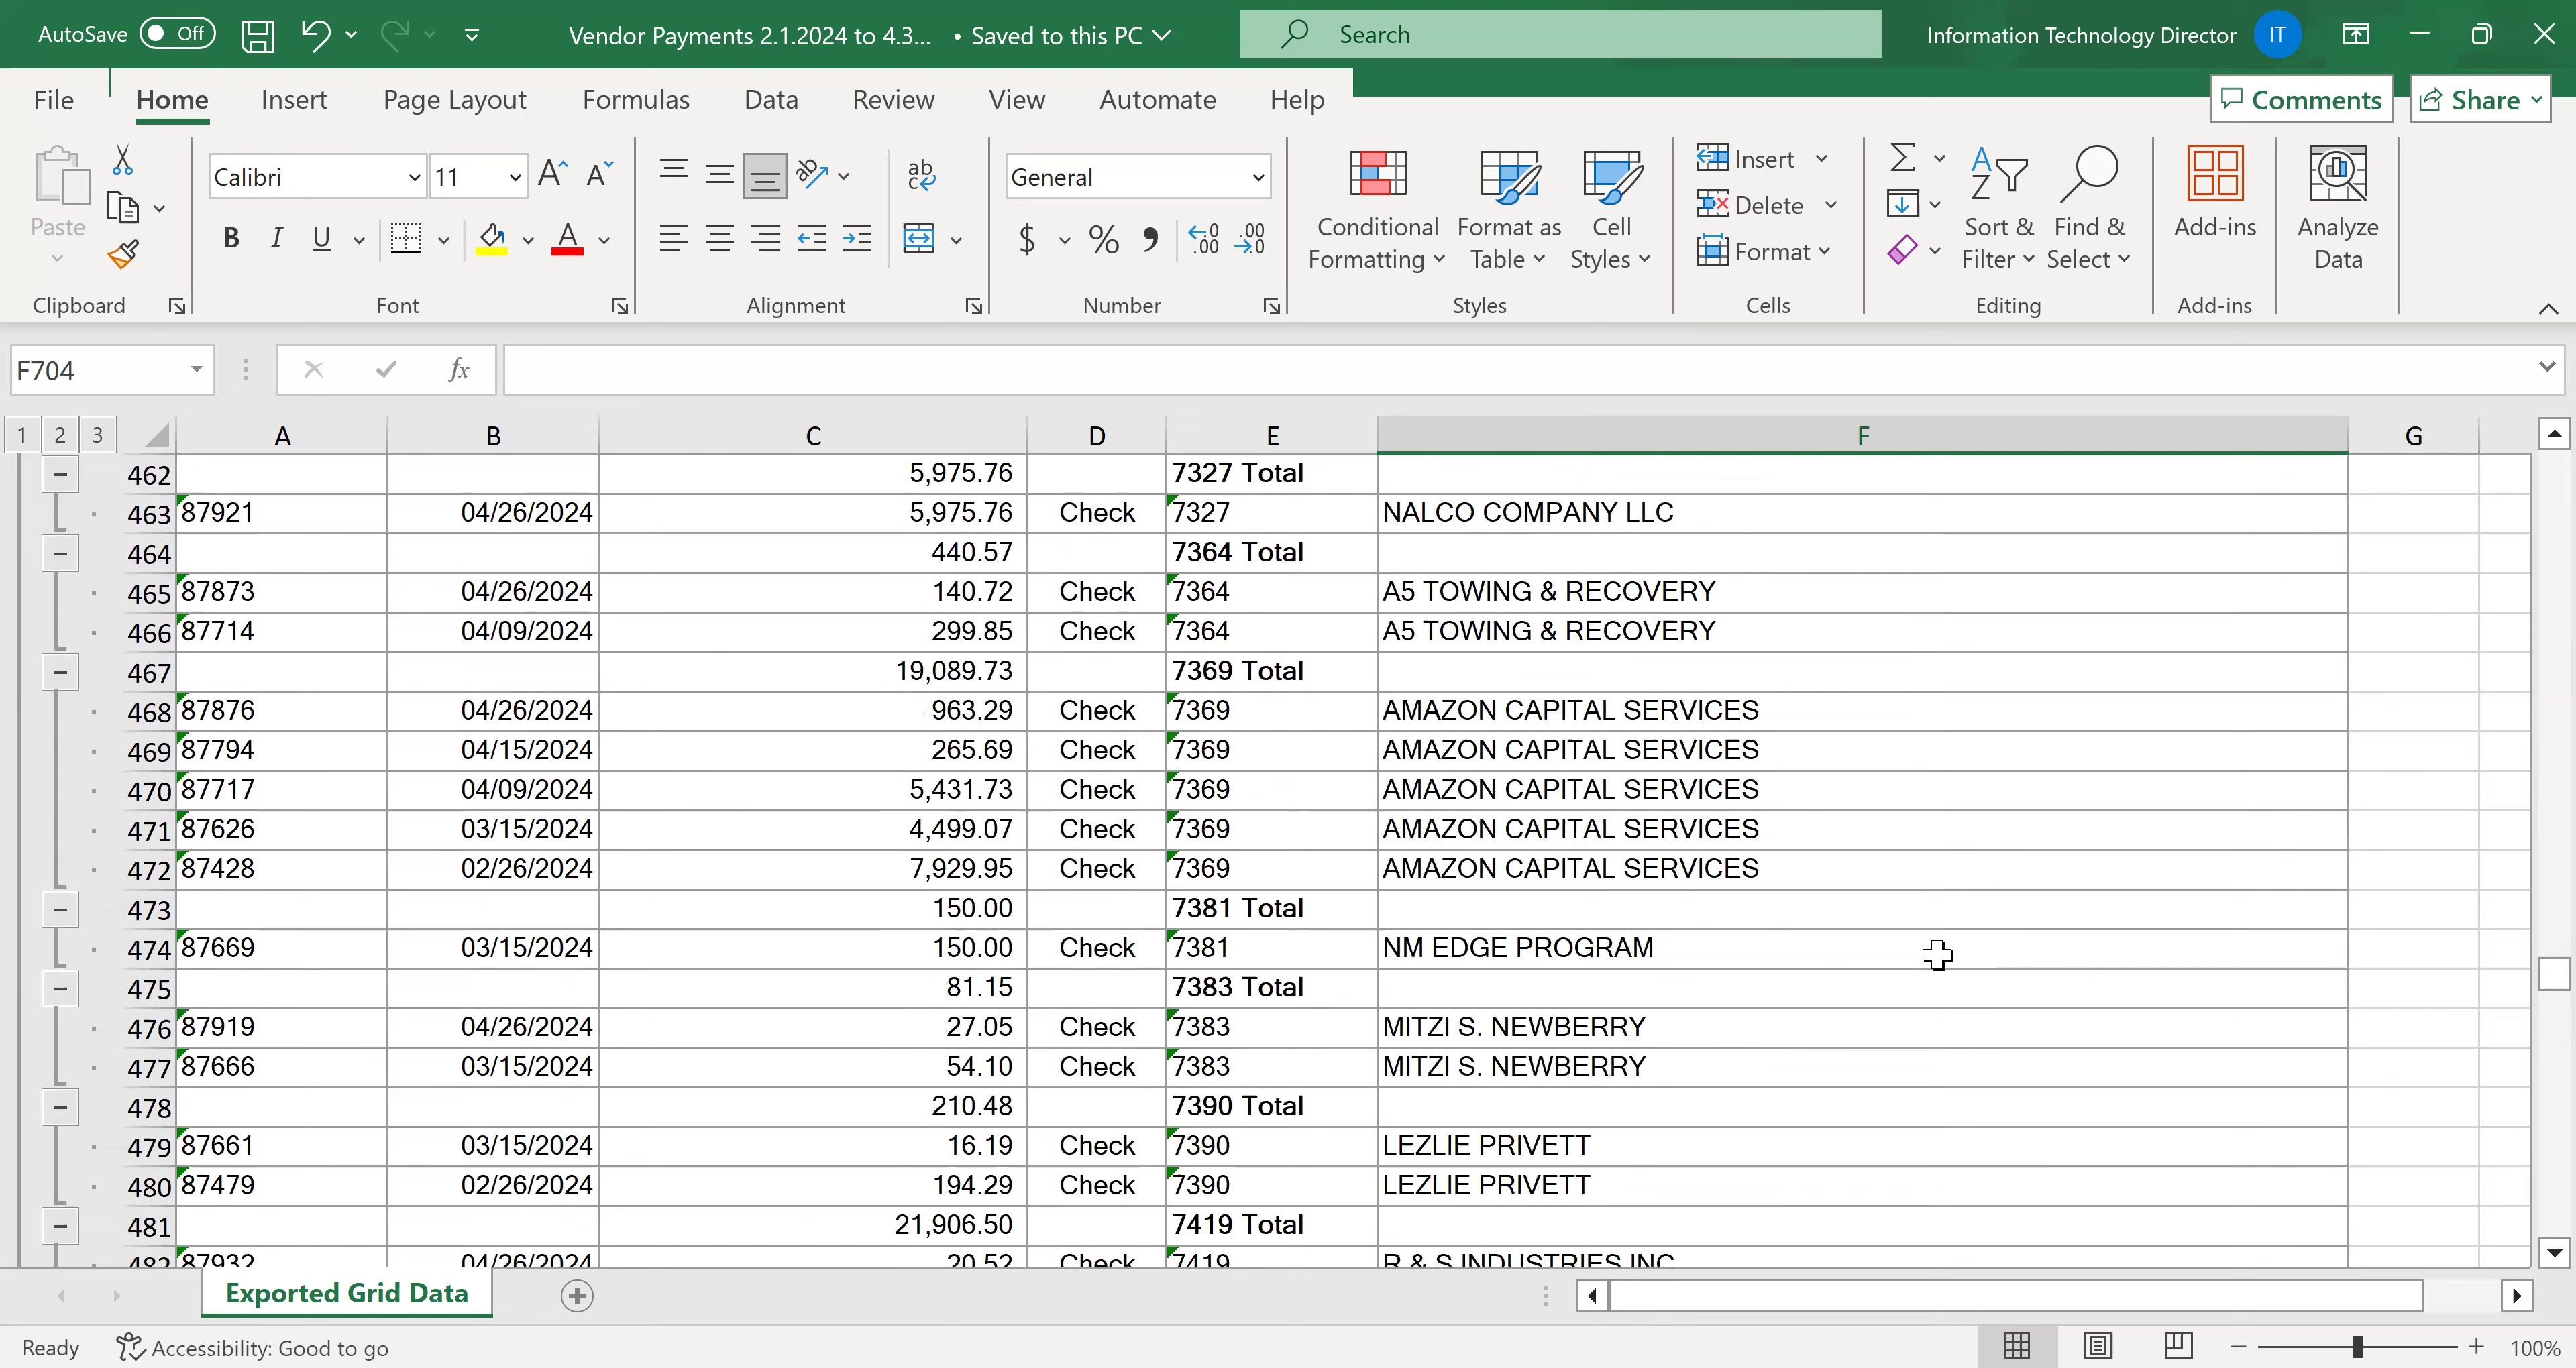 AutoSave Off Vendor Payments 2.1.2024 to 4.3... • Saved to this PC Search Information Technology Director IT
File Home Insert Page Layout Formulas Data Review View Automate Help Comments Share
Paste Calibri 11 A A ab ab c General Conditional Formatting Format as Table Cell Styles Insert Delete Format Σ A Z Sort & Filter Find & Select Add-ins Analyze Data
B I U A $ % 9 0 .00 .00 0
Clipboard Font Alignment Number Styles Cells Editing Add-ins
F704 fx
1 2 3 A B C D E F G
462 5,975.76 7327 Total
463 87921 04/26/2024 5,975.76 Check 7327 NALCO COMPANY LLC
464 440.57 7364 Total
465 87873 04/26/2024 140.72 Check 7364 A5 TOWING & RECOVERY
466 87714 04/09/2024 299.85 Check 7364 A5 TOWING & RECOVERY
467 19,089.73 7369 Total
468 87876 04/26/2024 963.29 Check 7369 AMAZON CAPITAL SERVICES
469 87794 04/15/2024 265.69 Check 7369 AMAZON CAPITAL SERVICES
470 87717 04/09/2024 5,431.73 Check 7369 AMAZON CAPITAL SERVICES
471 87626 03/15/2024 4,499.07 Check 7369 AMAZON CAPITAL SERVICES
472 87428 02/26/2024 7,929.95 Check 7369 AMAZON CAPITAL SERVICES
473 150.00 7381 Total
474 87669 03/15/2024 150.00 Check 7381 NM EDGE PROGRAM
475 81.15 7383 Total
476 87919 04/26/2024 27.05 Check 7383 MITZI S. NEWBERRY
477 87666 03/15/2024 54.10 Check 7383 MITZI S. NEWBERRY
478 210.48 7390 Total
479 87661 03/15/2024 16.19 Check 7390 LEZLIE PRIVETT
480 87479 02/26/2024 194.29 Check 7390 LEZLIE PRIVETT
481 21,906.50 7419 Total
482 87932 04/26/2024 20.52 Check 7419 R & S INDUSTRIES INC
Exported Grid Data
Ready Accessibility: Good to go 100%